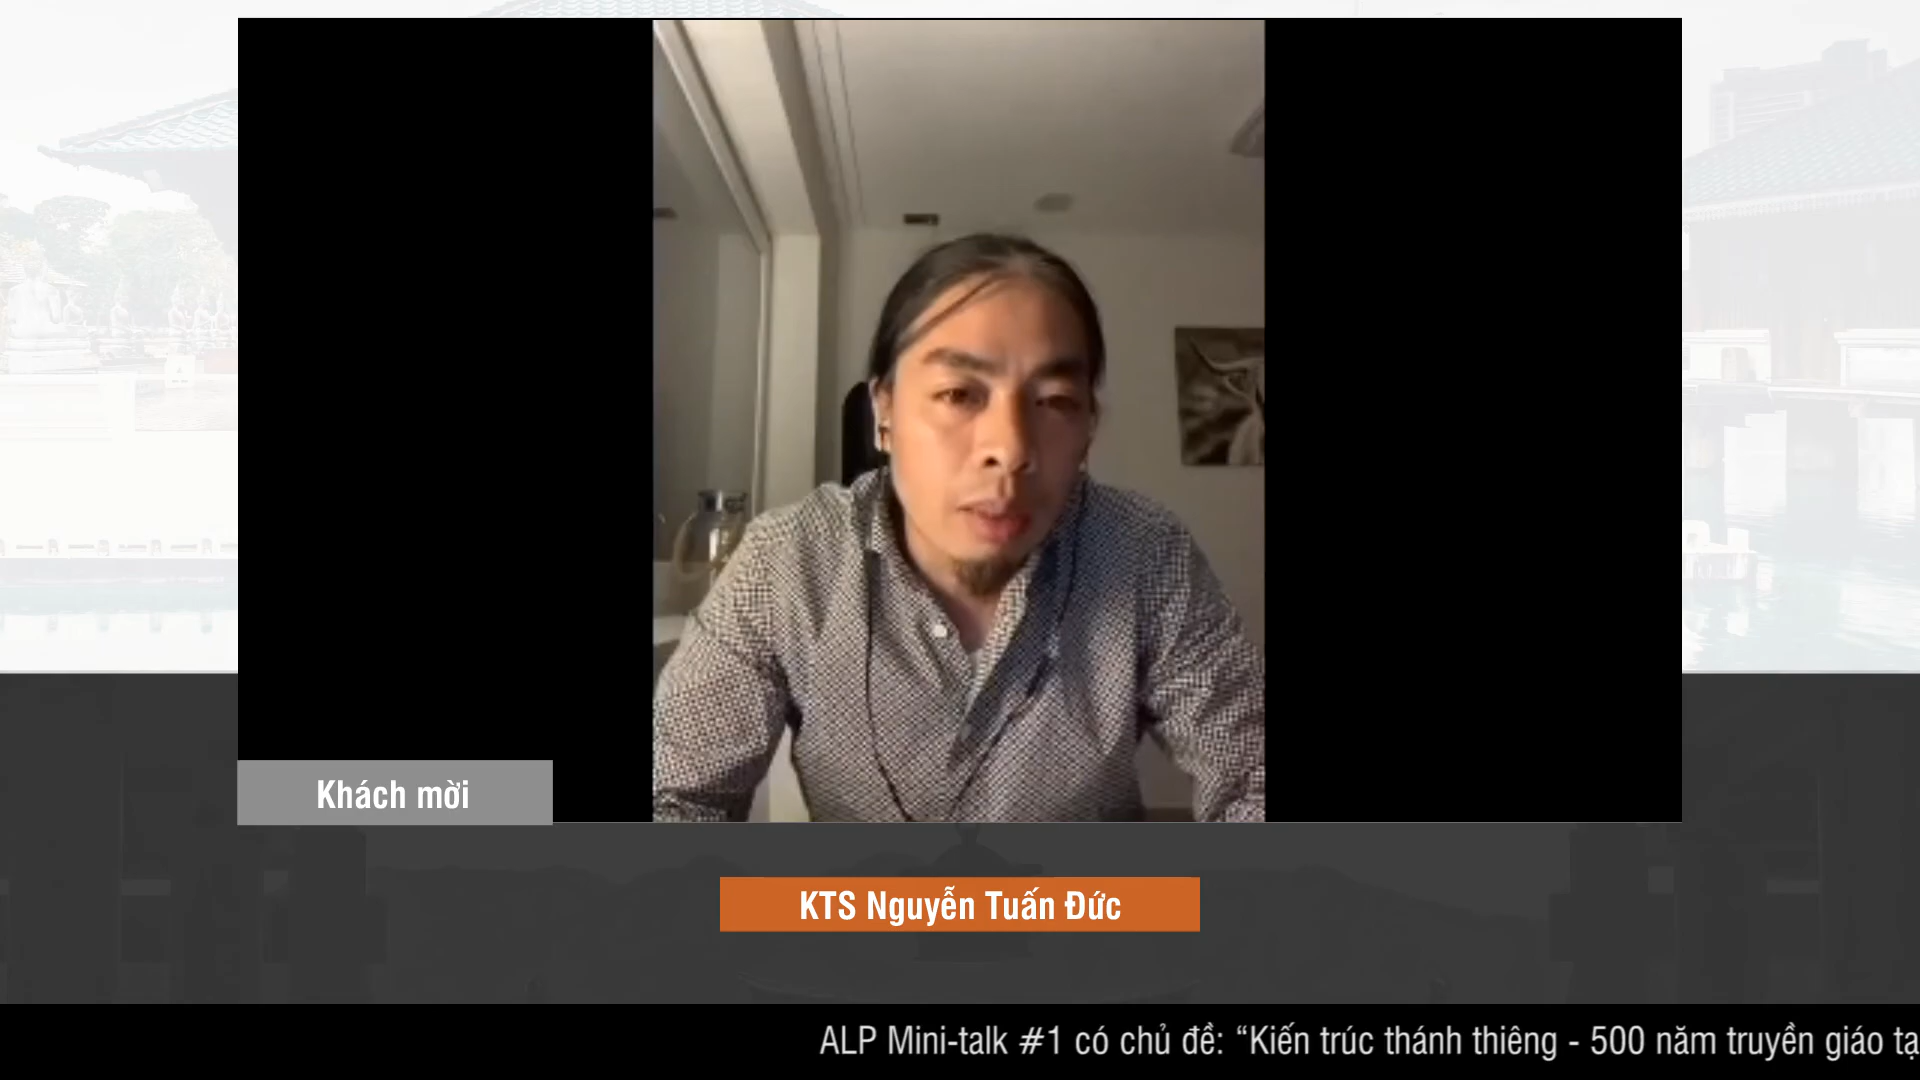 Khách mời
KTS Nguyễn Tuấn Đức
ALP Mini-talk #1 có chủ đề: “Kiến trúc thánh thiêng - 500 năm truyền giáo tạ